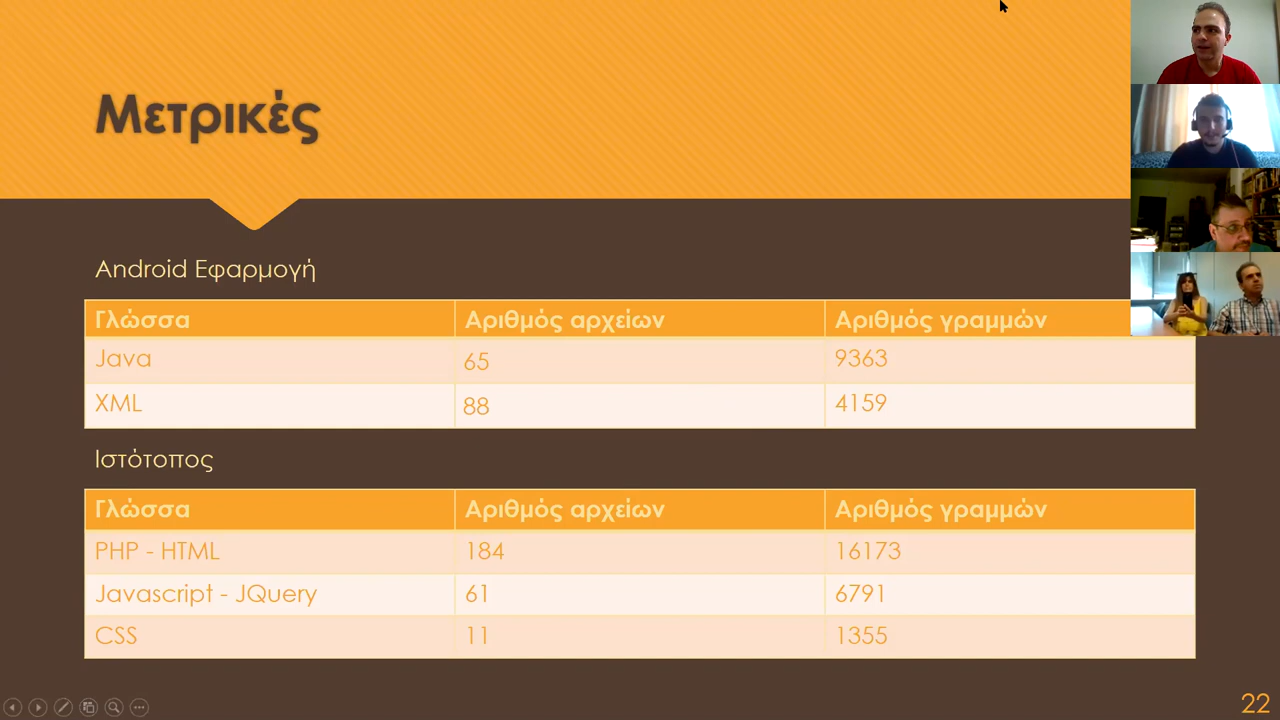 Μετρικές
Android Εφαρμογή
Γλώσσα Αριθμός αρχείων Αριθμός γραμμών
Java 65 9363
XML 88 4159
Ιστότοπος
Γλώσσα Αριθμός αρχείων Αριθμός γραμμών
PHP - HTML 184 16173
Javascript - JQuery 61 6791
CSS 11 1355
22